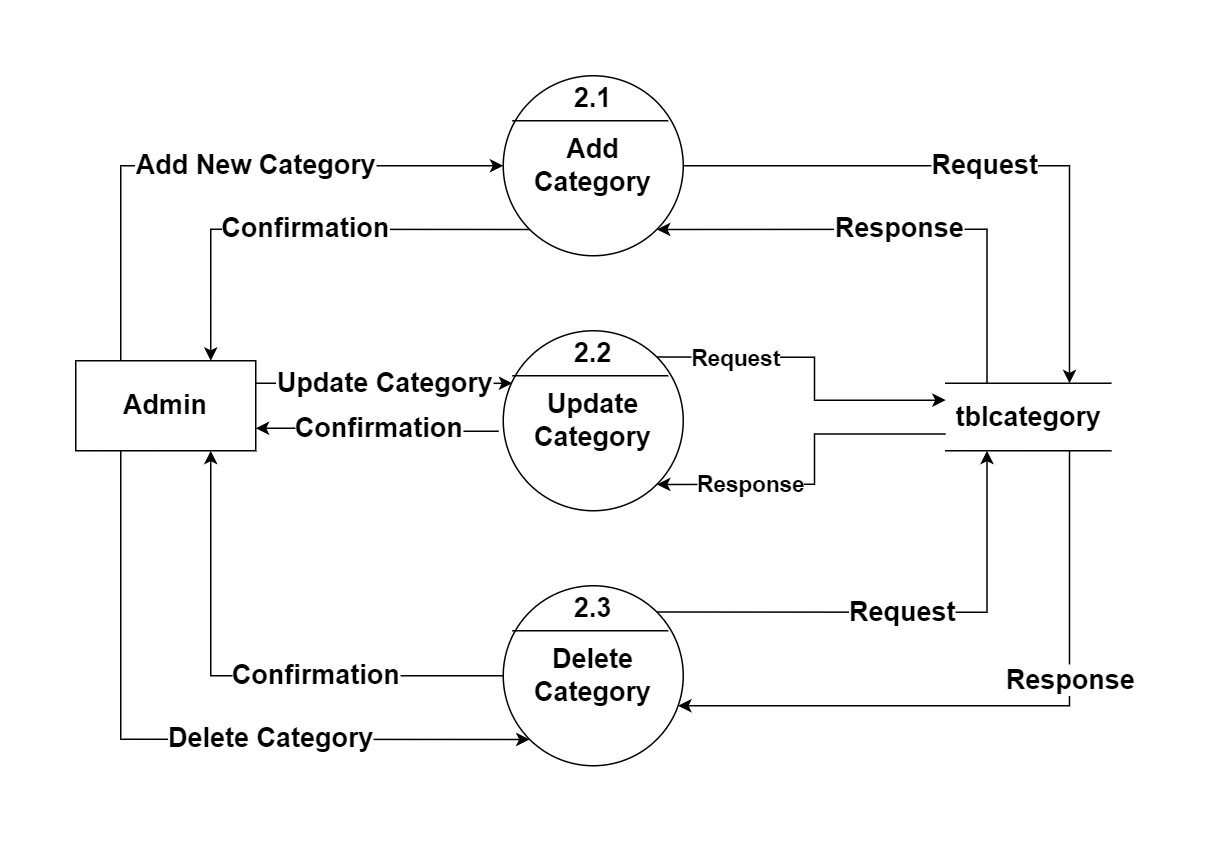 2.1
Add
Category
Add New Category
Request
Confirmation
Response
2.2
Update
Category
Request
Admin
Update Category
Confirmation
tblcategory
Response
2.3
Delete
Category
Request
Confirmation
Response
Delete Category